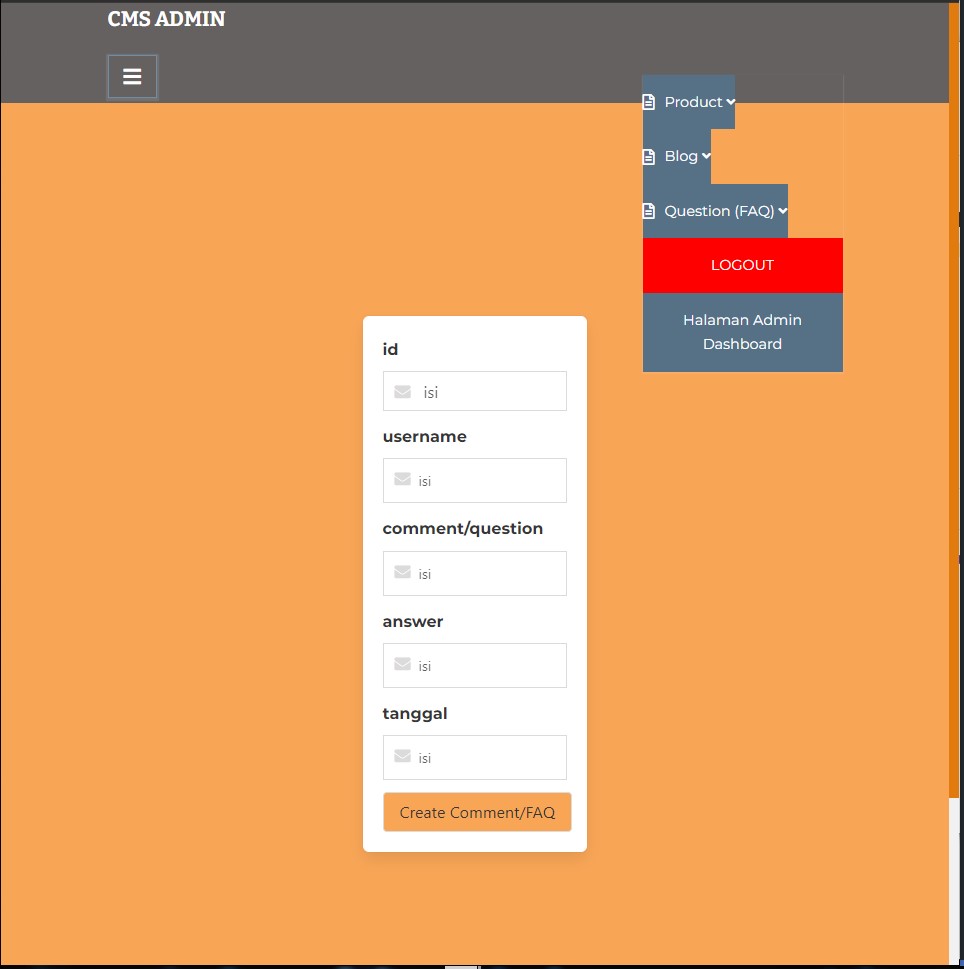 CMS ADMIN
Product
Blog
Question (FAQ)
LOGOUT
Halaman Admin
Dashboard
id
isi
username
isi
comment/question
isi
answer
isi
tanggal
isi
Create Comment/FAQ